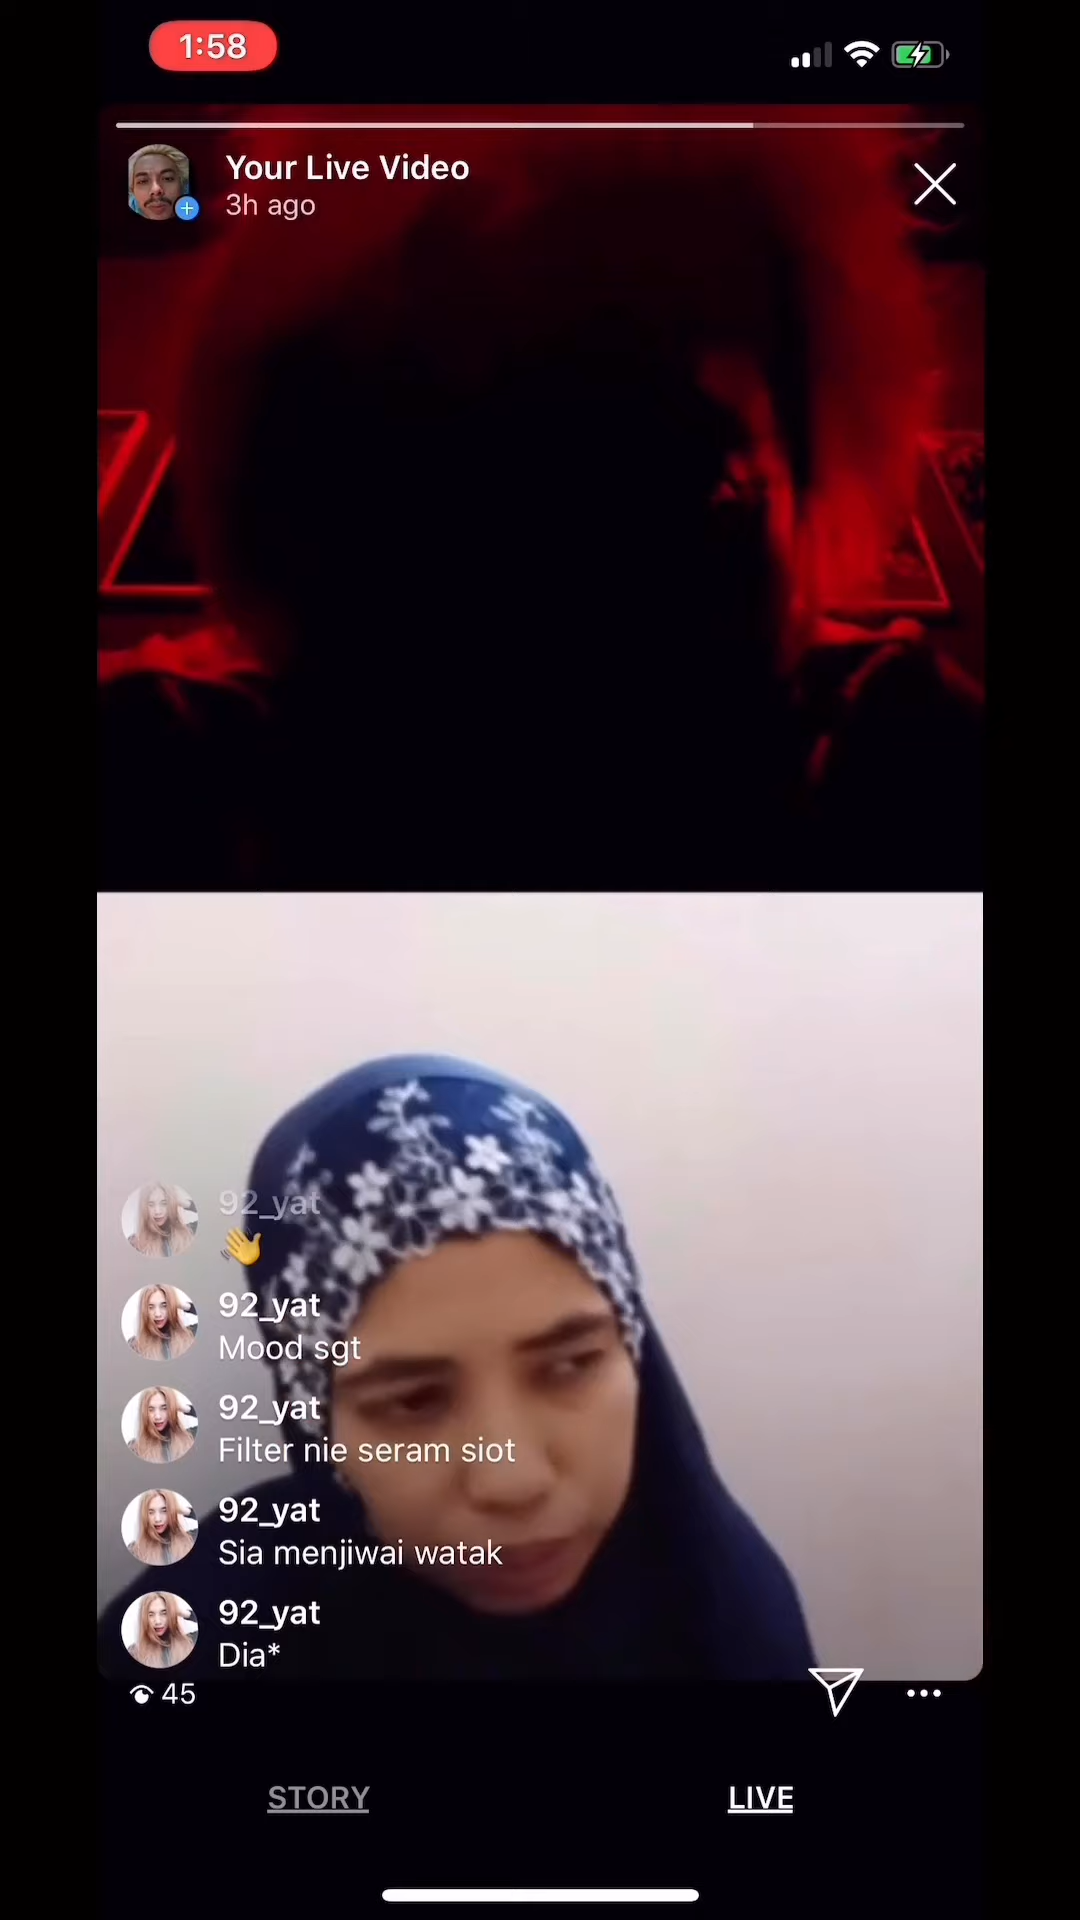 1:58
Your Live Video
3h ago
92_yat
👋
92_yat
Mood sgt
92_yat
Filter nie seram siot
92_yat
Sia menjiwai watak
92_yat
Dia*
45
STORY
LIVE